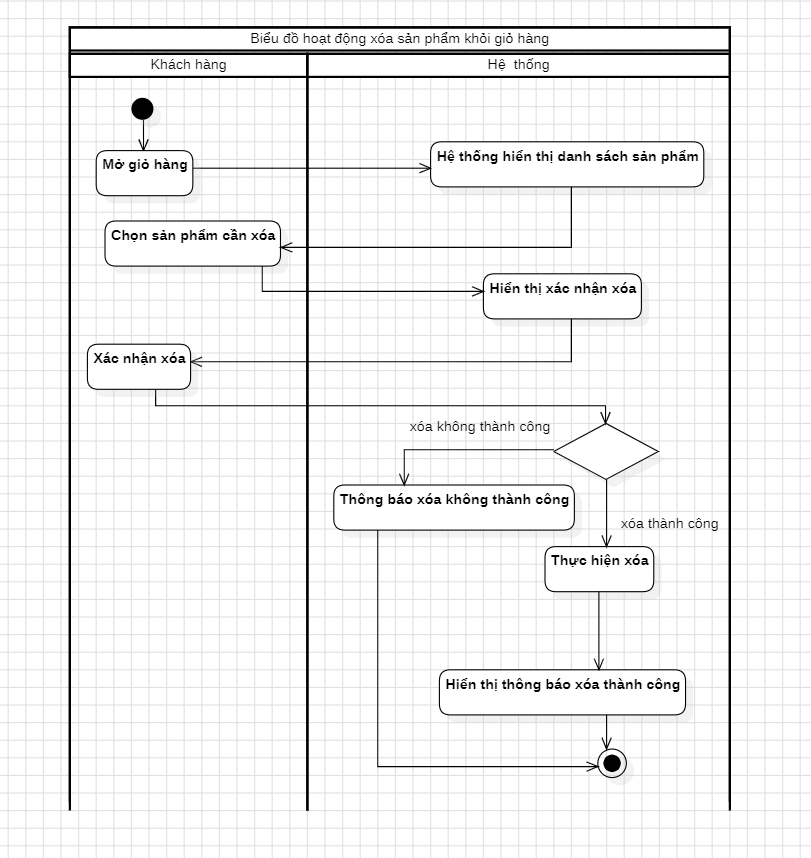 Biểu đồ hoạt động xóa sản phẩm khỏi giỏ hàng
Khách hàng
Hệ thống
Mở giỏ hàng
Hệ thống hiển thị danh sách sản phẩm
Chọn sản phẩm cần xóa
Hiển thị xác nhận xóa
Xác nhận xóa
xóa không thành công
Thông báo xóa không thành công
xóa thành công
Thực hiện xóa
Hiển thị thông báo xóa thành công